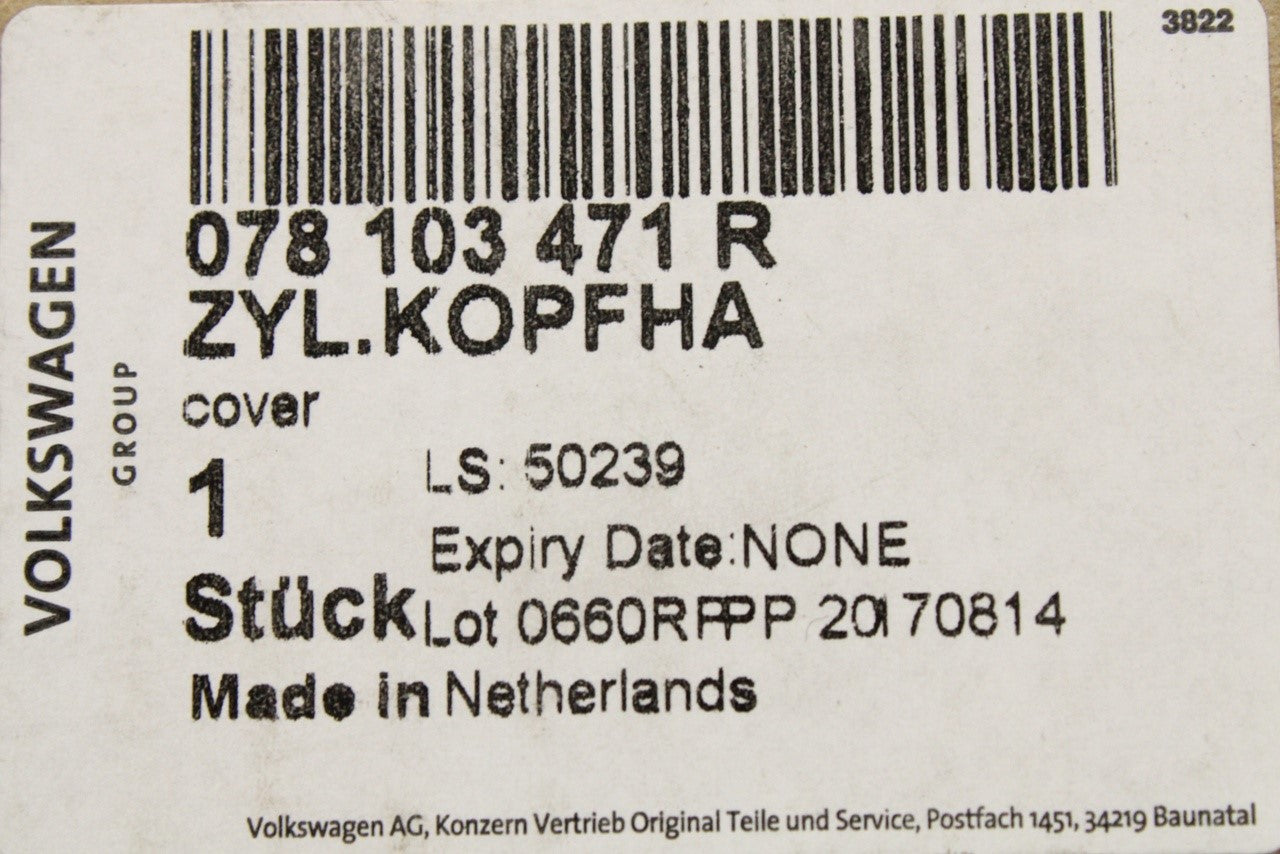 3822
078 103 471 R
ZYL.KOPFHA
cover
1
LS: 50239
Expiry Date:NONE
Stück
Lot 0660RPPP 20170814
Made in Netherlands
VOLKSWAGEN
GROUP
Volkswagen AG, Konzern Vertrieb Original Teile und Service, Postfach 1451, 34219 Baunatal